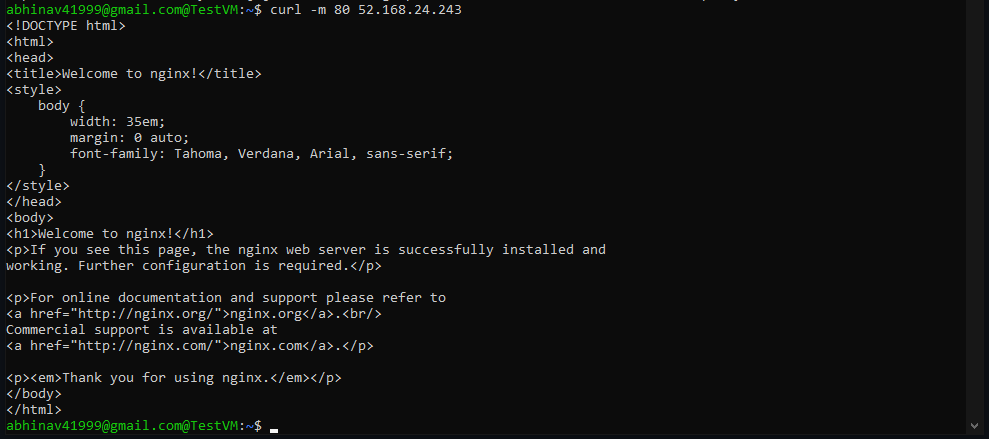 abhinav41999@gmail.com@TestVM:~$ curl -m 80 52.168.24.243
<!DOCTYPE html>
<html>
<head>
<title>Welcome to nginx!</title>
<style>
    body {
        width: 35em;
        margin: 0 auto;
        font-family: Tahoma, Verdana, Arial, sans-serif;
    }
</style>
</head>
<body>
<h1>Welcome to nginx!</h1>
<p>If you see this page, the nginx web server is successfully installed and
working. Further configuration is required.</p>

<p>For online documentation and support please refer to
<a href="http://nginx.org/">nginx.org</a>.<br/>
Commercial support is available at
<a href="http://nginx.com/">nginx.com</a>.</p>

<p><em>Thank you for using nginx.</em></p>
</body>
</html>
abhinav41999@gmail.com@TestVM:~$